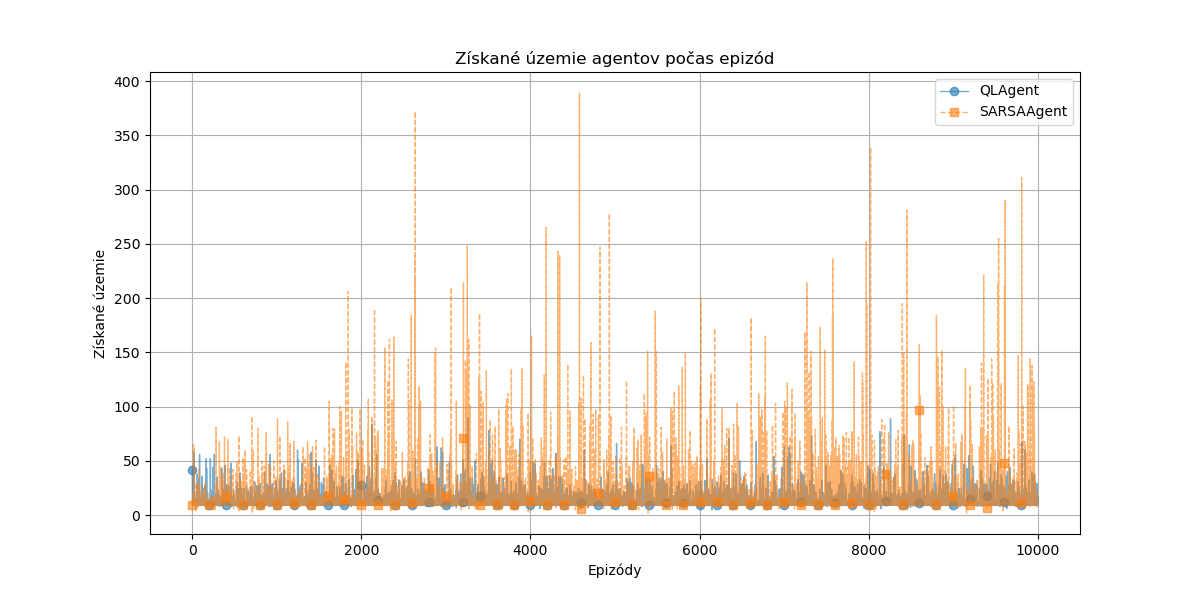 Získané územie agentov počas epizód
QLAgent
SARSAAgent
Získané územie
400
350
300
250
200
150
100
50
0
0 2000 4000 6000 8000 10000
Epizódy